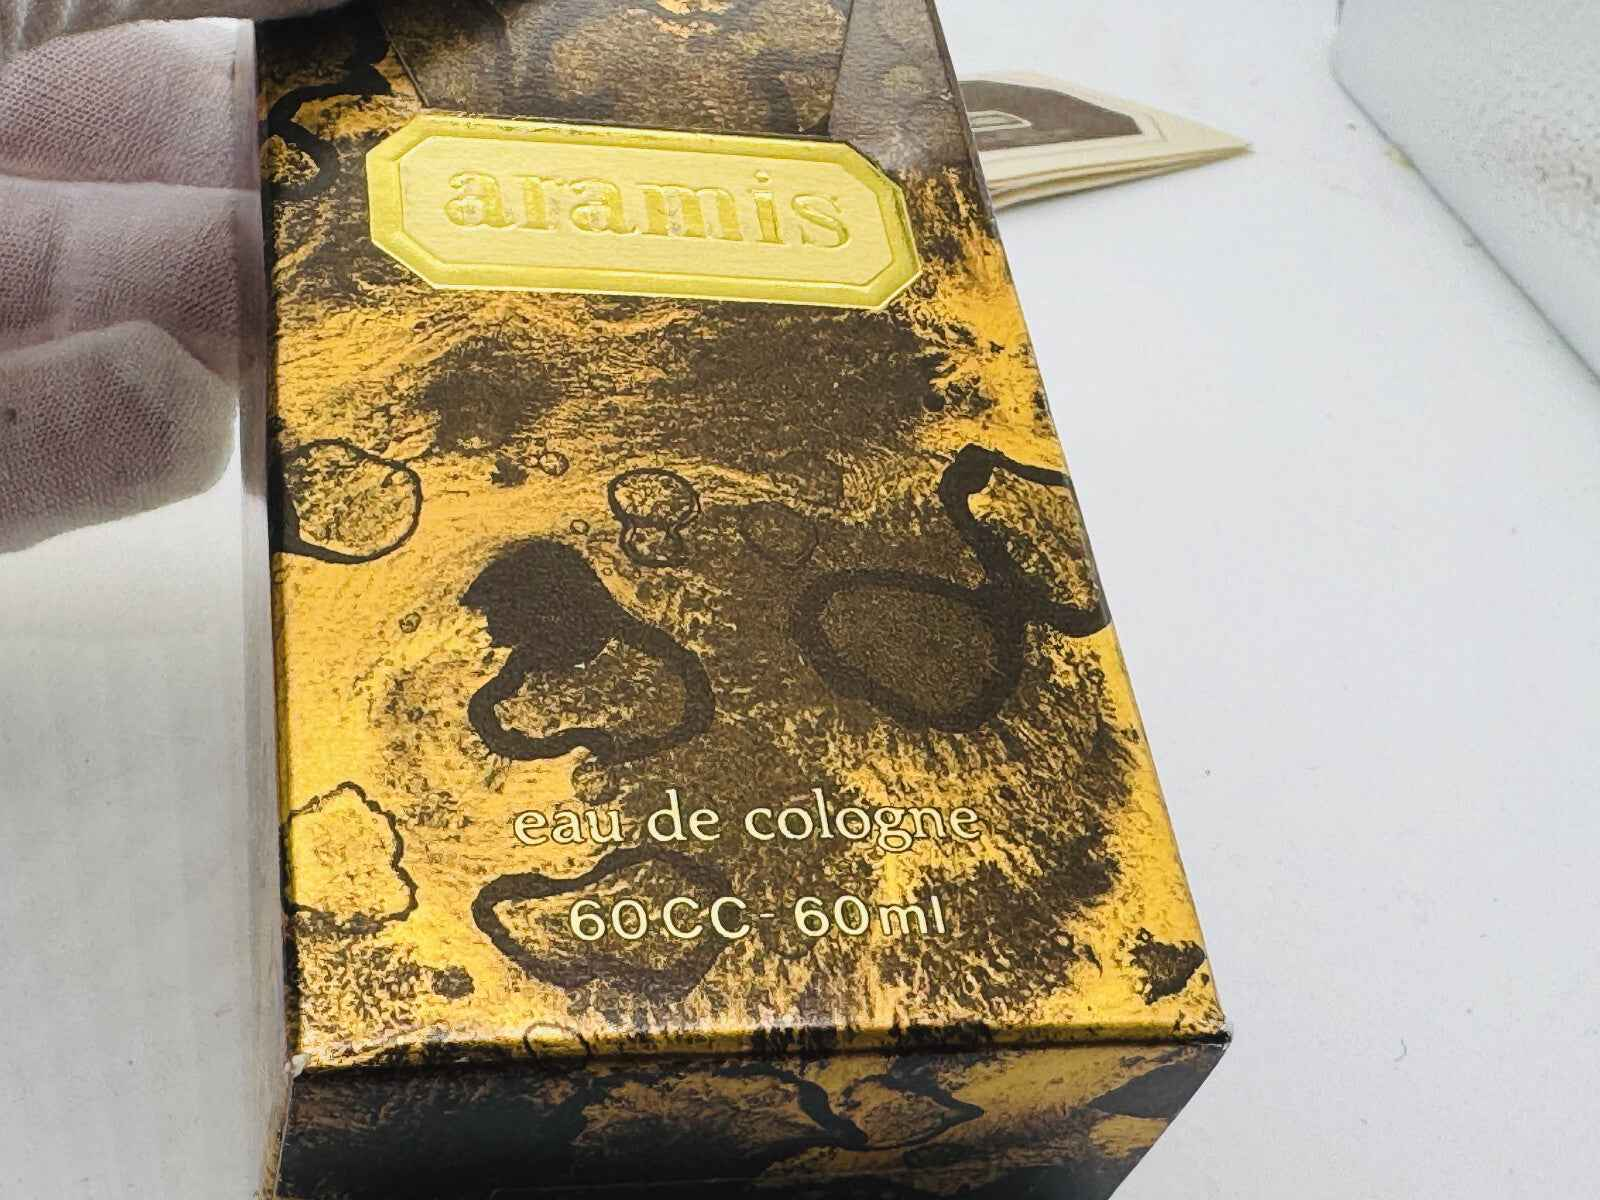 aramis
eau de cologne
60CC - 60ml